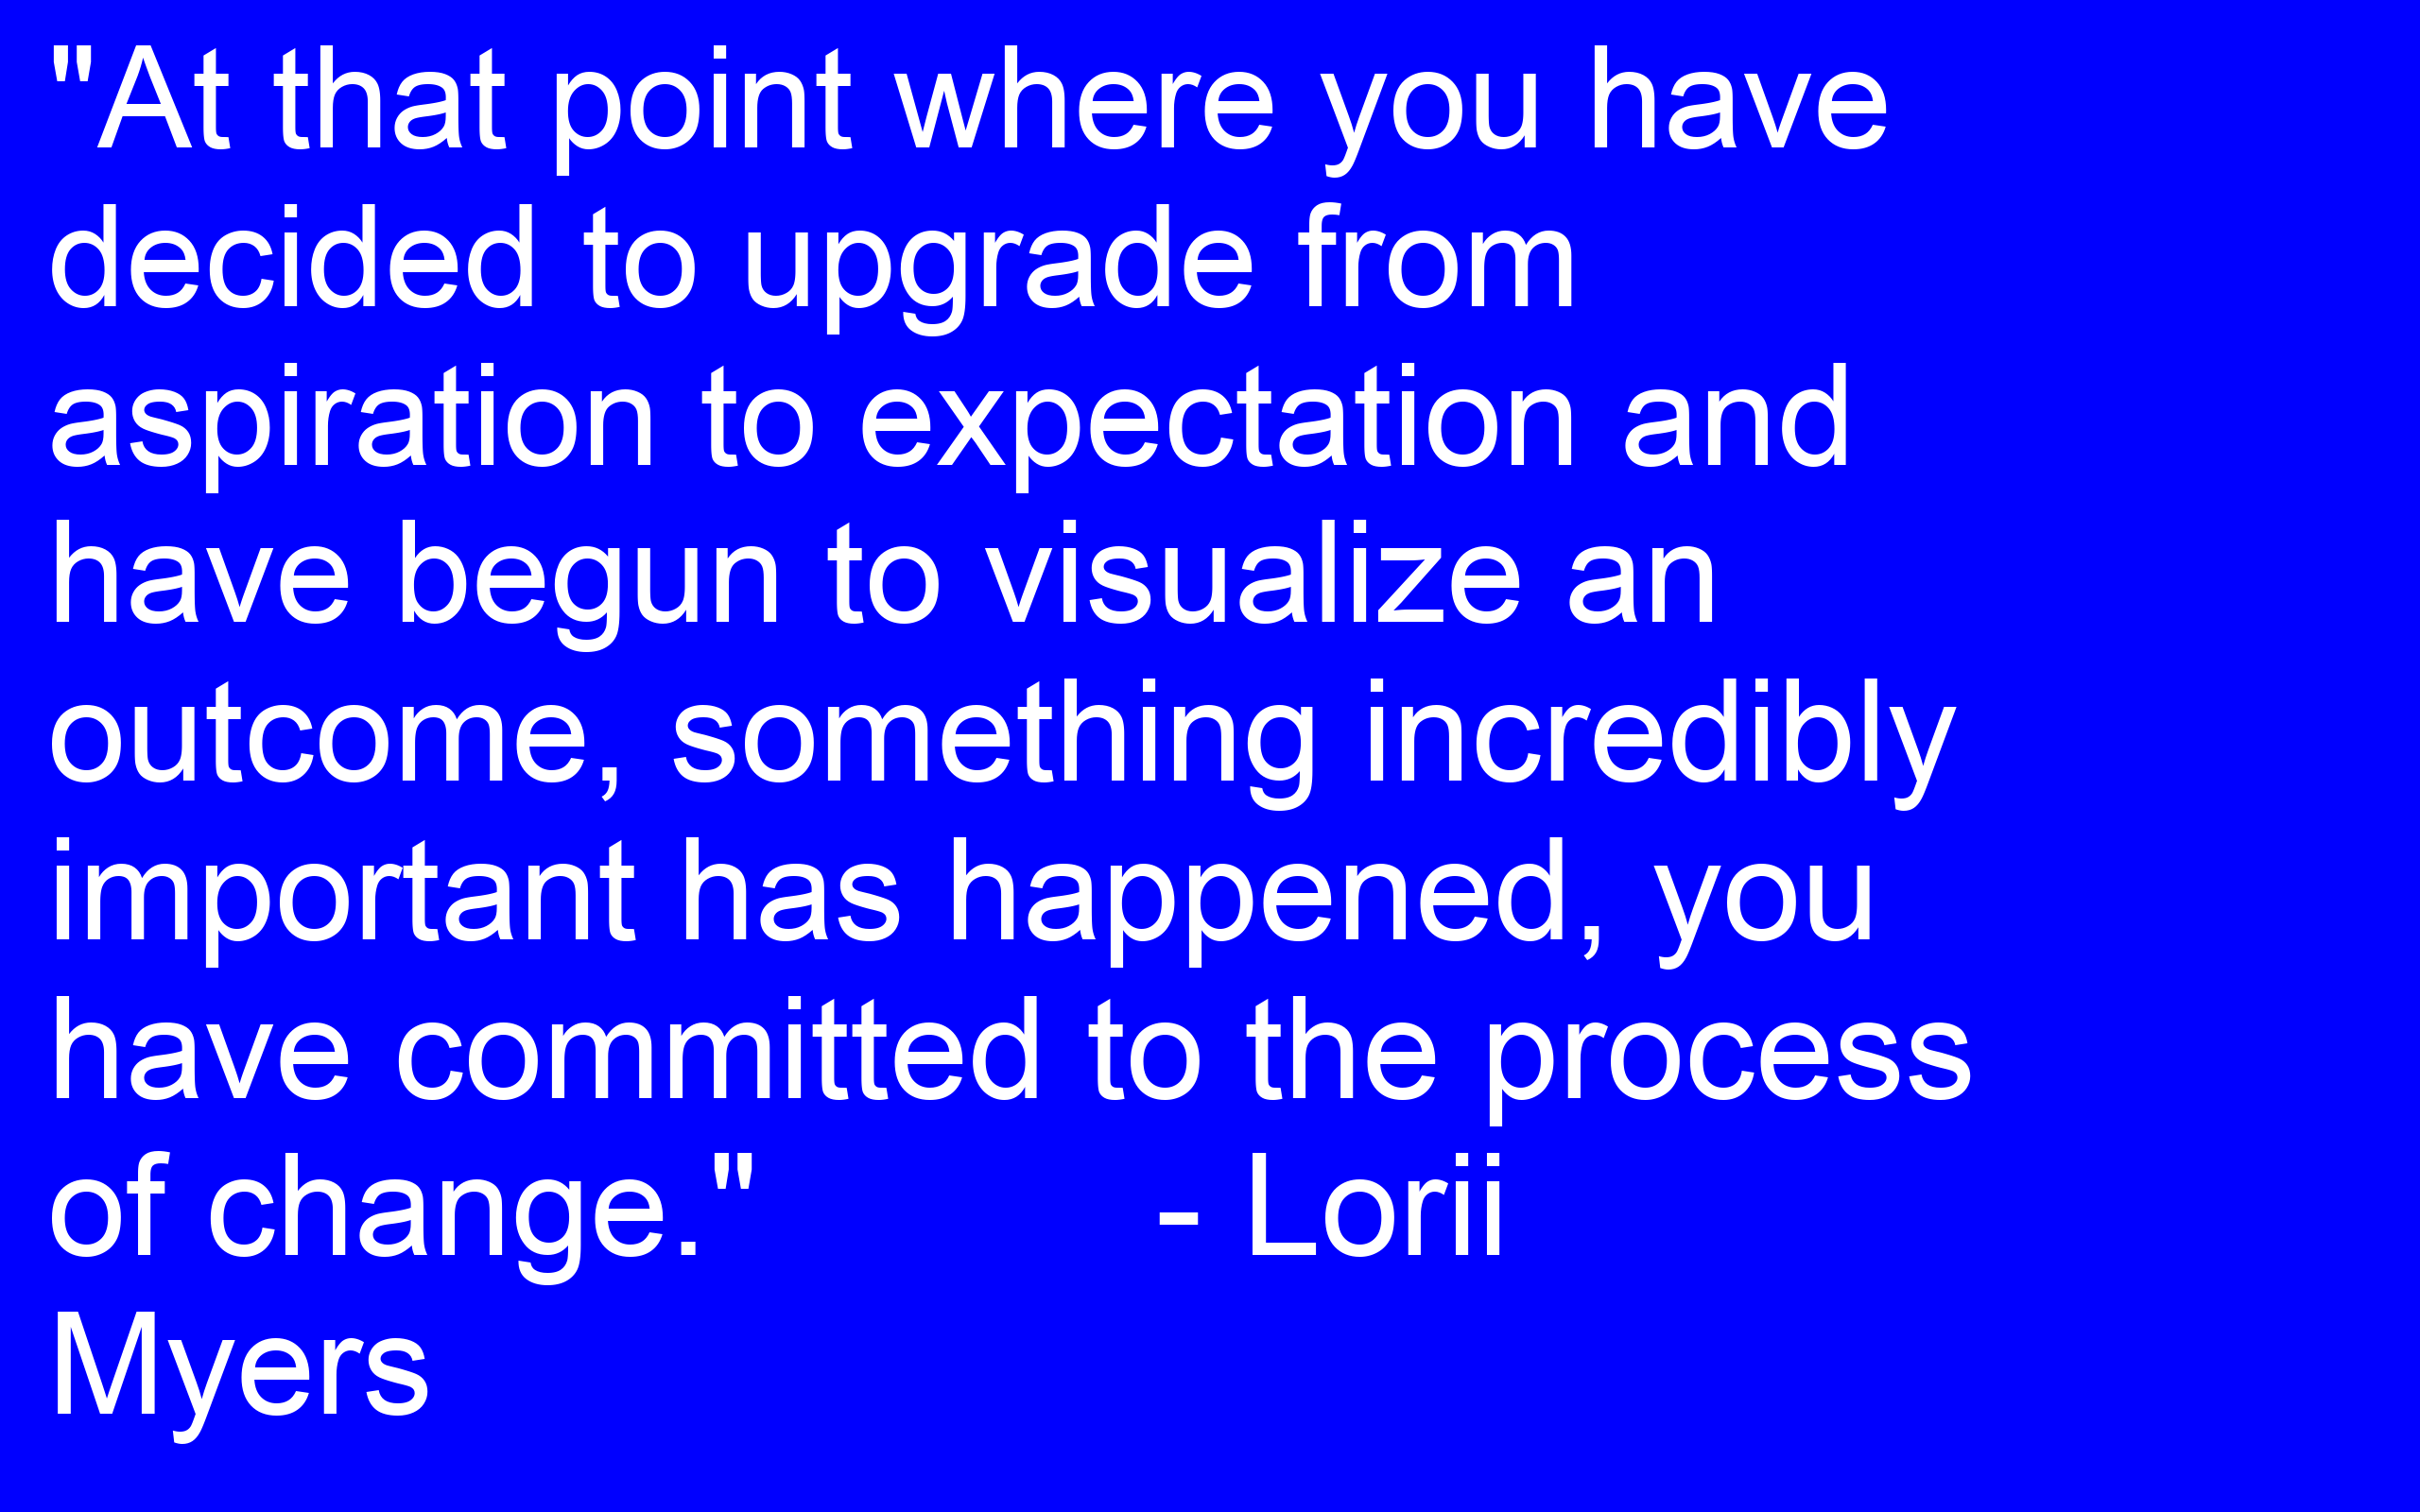 "At that point where you have
decided to upgrade from
aspiration to expectation and
have begun to visualize an
outcome, something incredibly
important has happened, you
have committed to the process
of change." - Lorii
Myers